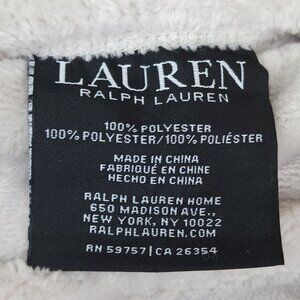 LAUREN
RALPH LAUREN
100% POLYESTER
100% POLYESTER/100% POLIÉSTER
MADE IN CHINA
FABRIQUÉ EN CHINE
HECHO EN CHINA
RALPH LAUREN HOME
650 MADISON AVE.,
NEW YORK, NY 10022
RALPHLAUREN.COM
RN 59757 | CA 26354